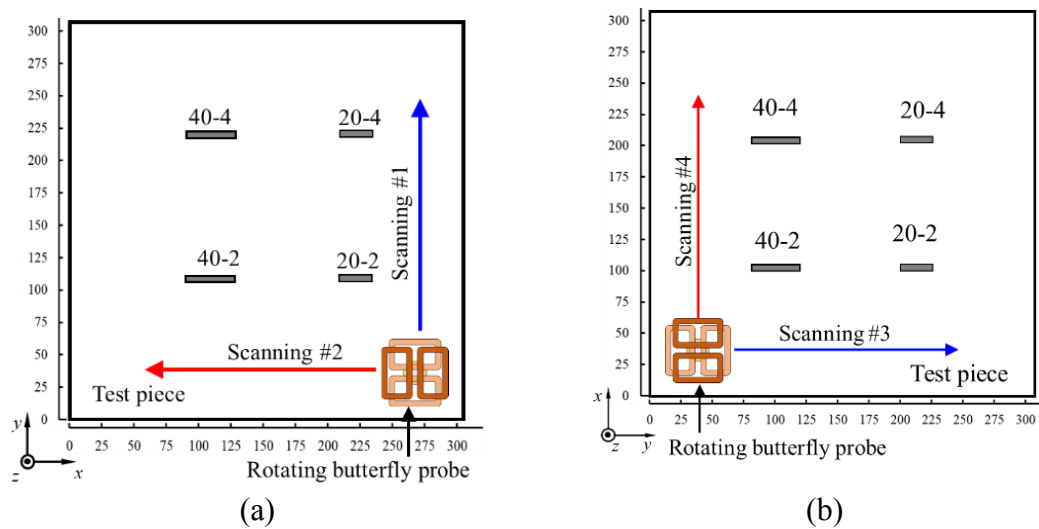 300
275
250
225
200
175
150
125
100
75
50
25
0
40-4
20-4
40-2
20-2
Scanning #1
Scanning #2
Test piece
0 25 50 75 100 125 150 175 200 225 250 275 300
y
z
x
Rotating butterfly probe
(a)
300
275
250
225
200
175
150
125
100
75
50
25
0
40-4
20-4
40-2
20-2
Scanning #4
Scanning #3
Test piece
0 25 50 75 100 125 150 175 200 225 250 275 300
x
z
y
Rotating butterfly probe
(b)